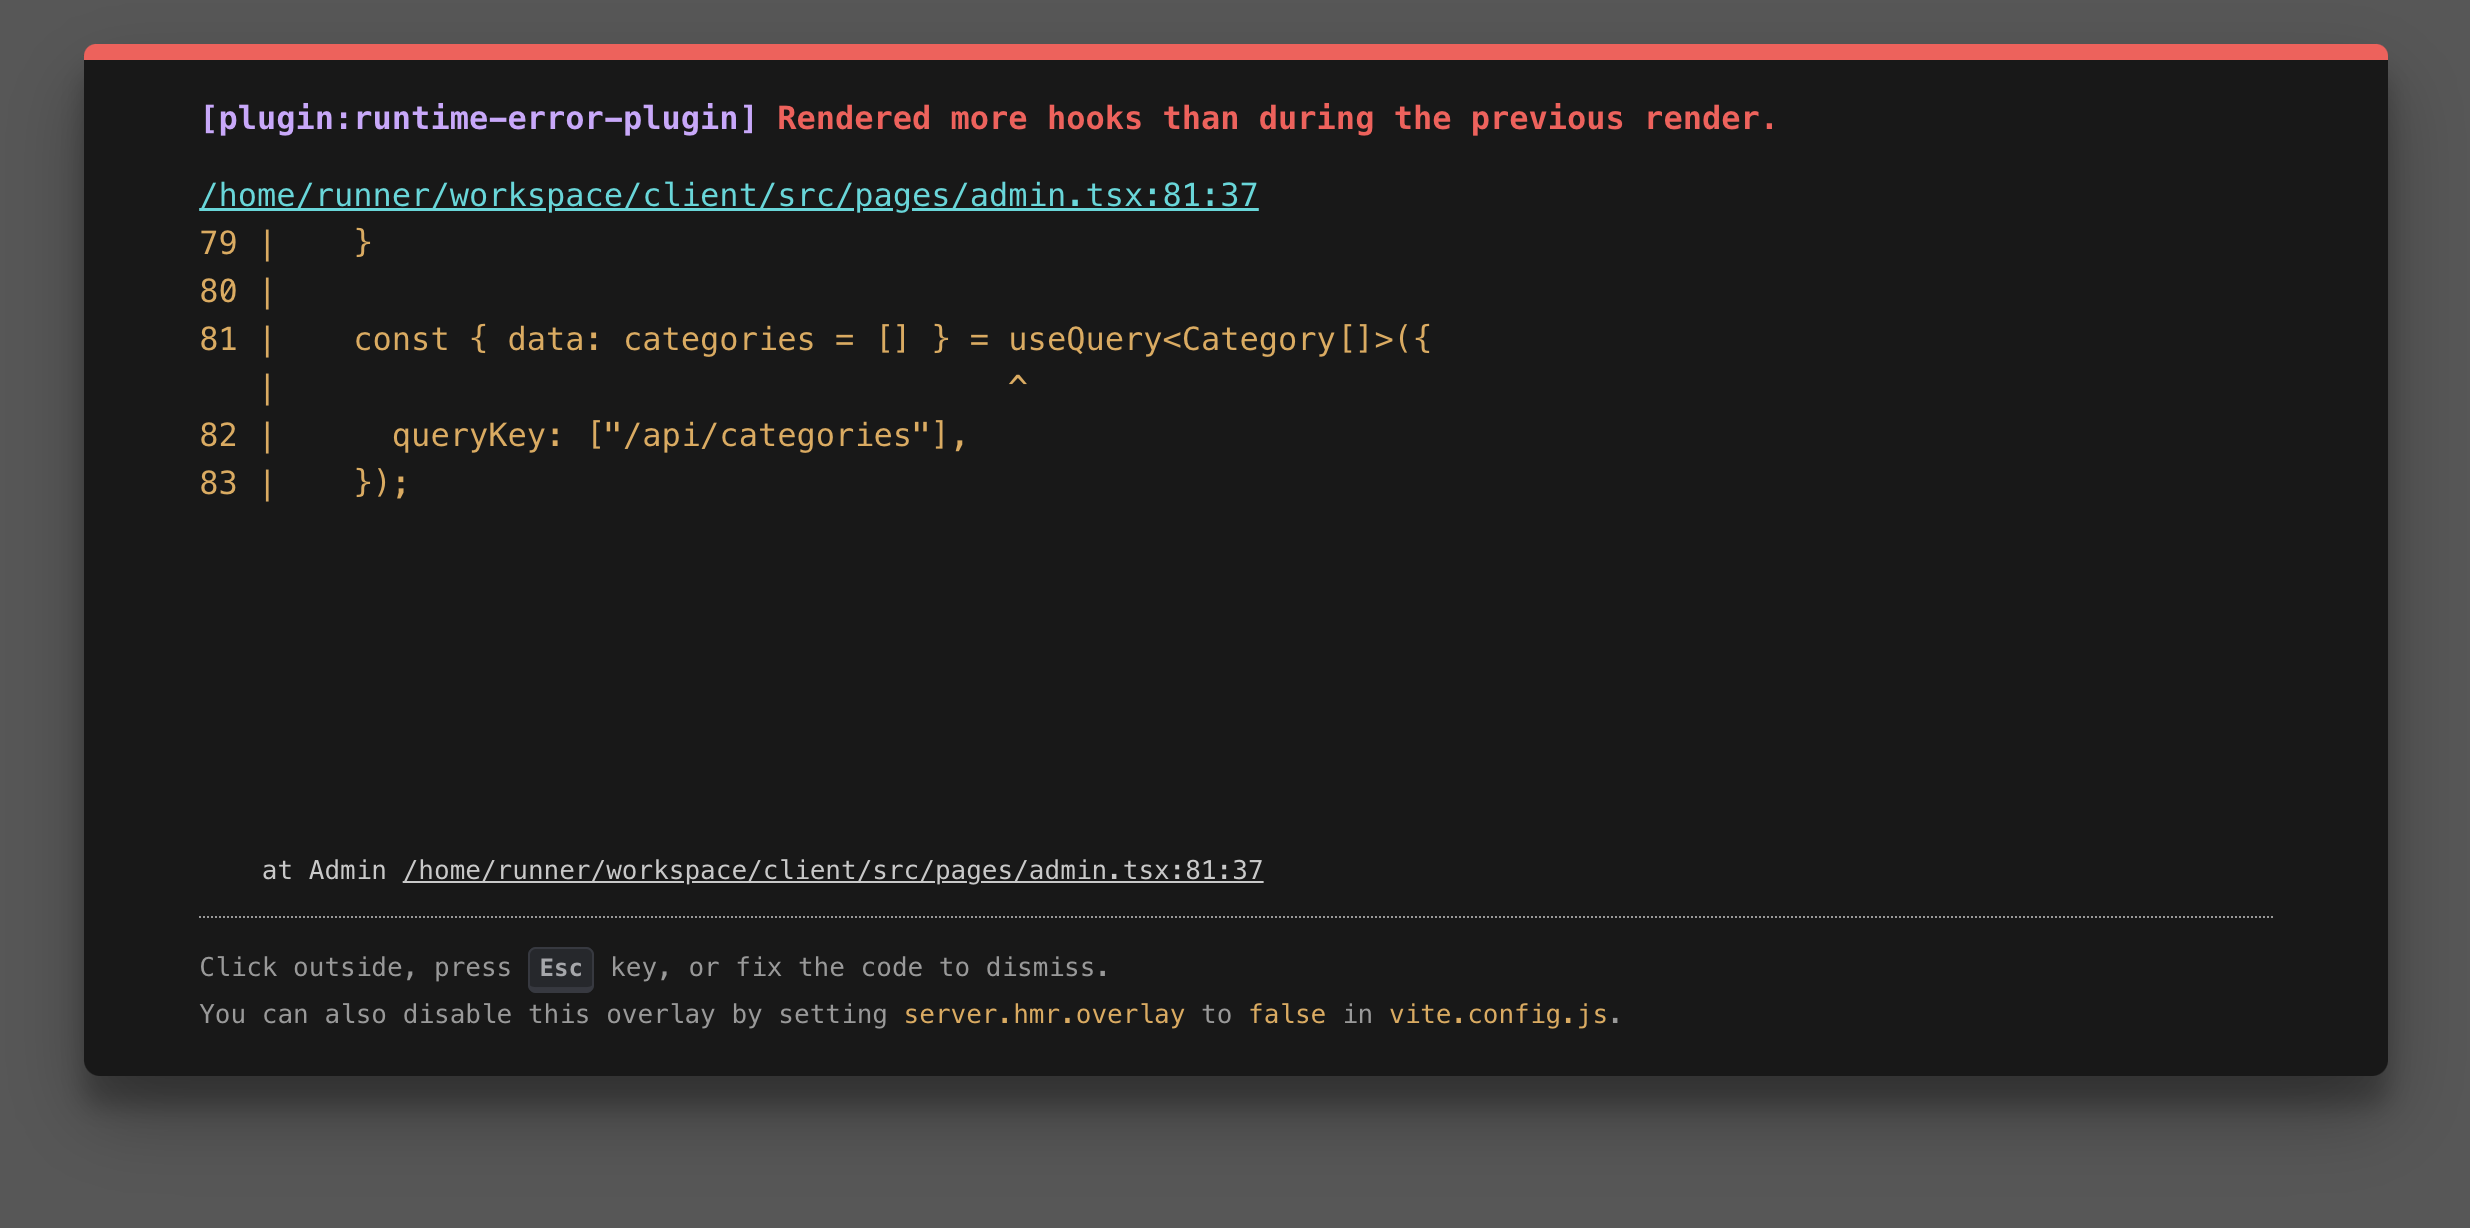 [plugin:runtime-error-plugin] Rendered more hooks than during the previous render.
/home/runner/workspace/client/src/pages/admin.tsx:81:37
79 |    }
80 |
81 |    const { data: categories = [] } = useQuery<Category[]>({
   |                                      ^
82 |      queryKey: ["/api/categories"],
83 |    });
at Admin /home/runner/workspace/client/src/pages/admin.tsx:81:37
Click outside, press Esc key, or fix the code to dismiss.
You can also disable this overlay by setting server.hmr.overlay to false in vite.config.js.